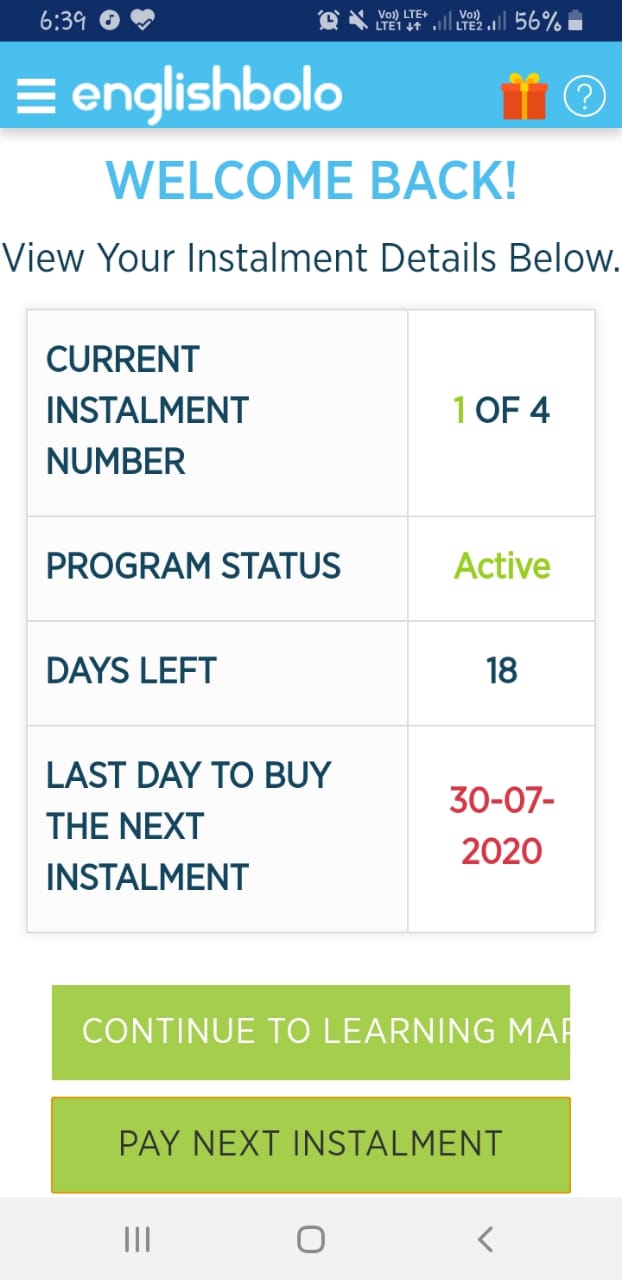 6:39 Vo)) LTE+ Vo)) 56%
LTE1 ↓↑ LTE2
englishbolo ?
WELCOME BACK!
View Your Instalment Details Below.
CURRENT
INSTALMENT
NUMBER
1 OF 4
PROGRAM STATUS Active
DAYS LEFT 18
LAST DAY TO BUY
THE NEXT
INSTALMENT
30-07-
2020
CONTINUE TO LEARNING MAP
PAY NEXT INSTALMENT